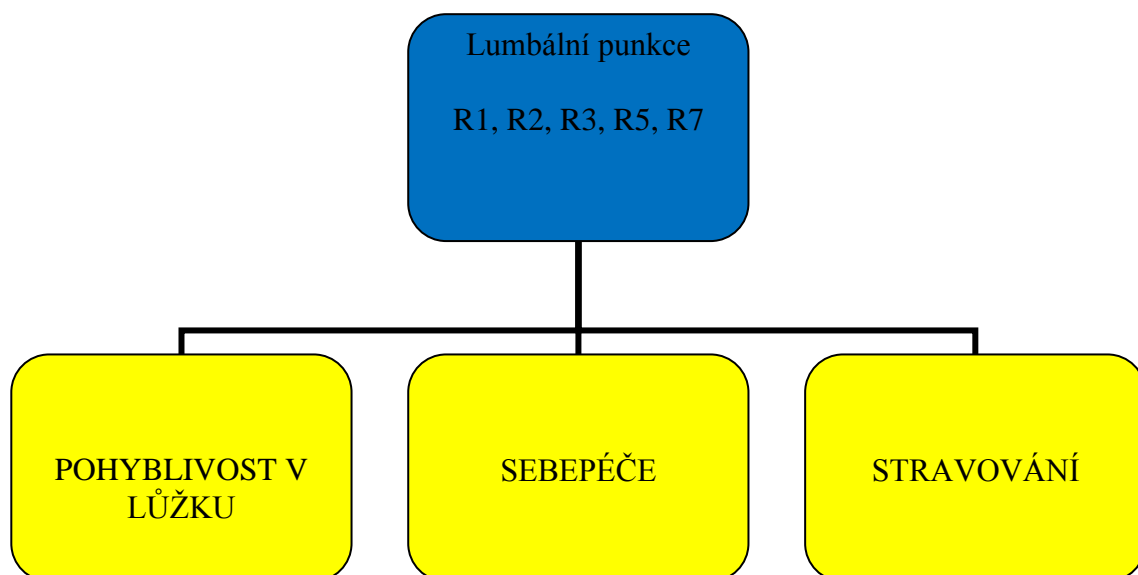 Lumbální punkce
R1, R2, R3, R5, R7
POHYBLIVOST V
LŮŽKU
SEBEPÉČE
STRAVOVÁNÍ